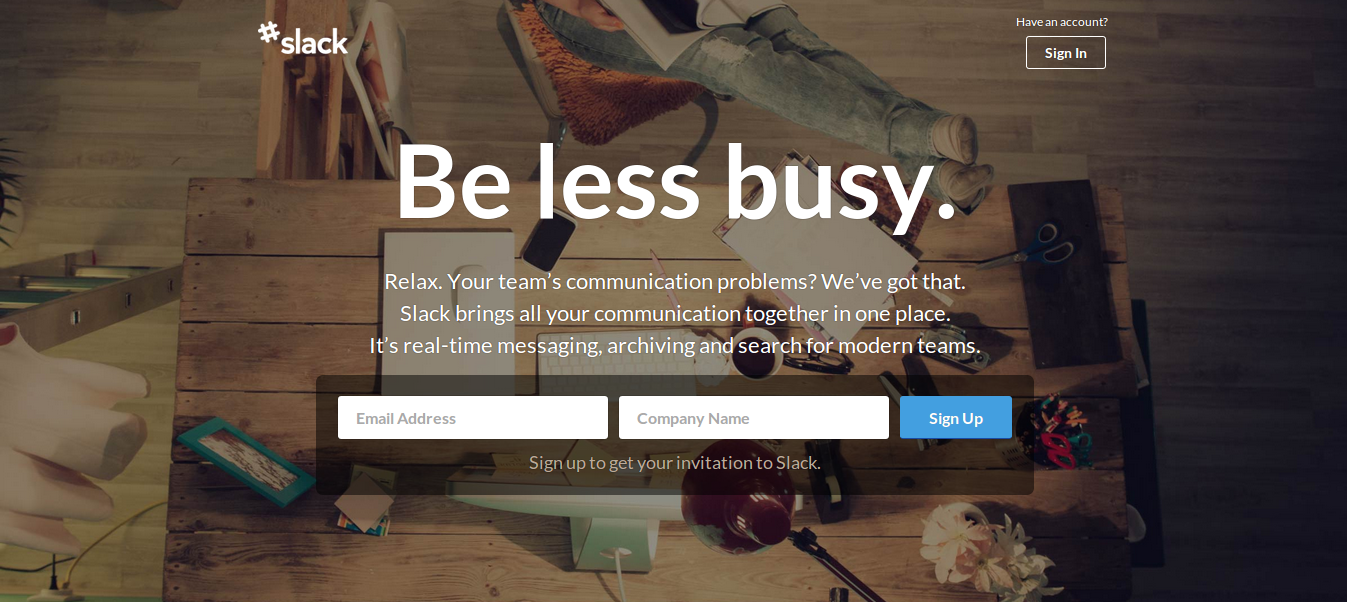 slack
Have an account?
Sign In
Be less busy.
Relax. Your team’s communication problems? We’ve got that.
Slack brings all your communication together in one place.
It’s real-time messaging, archiving and search for modern teams.
Email Address
Company Name
Sign Up
Sign up to get your invitation to Slack.